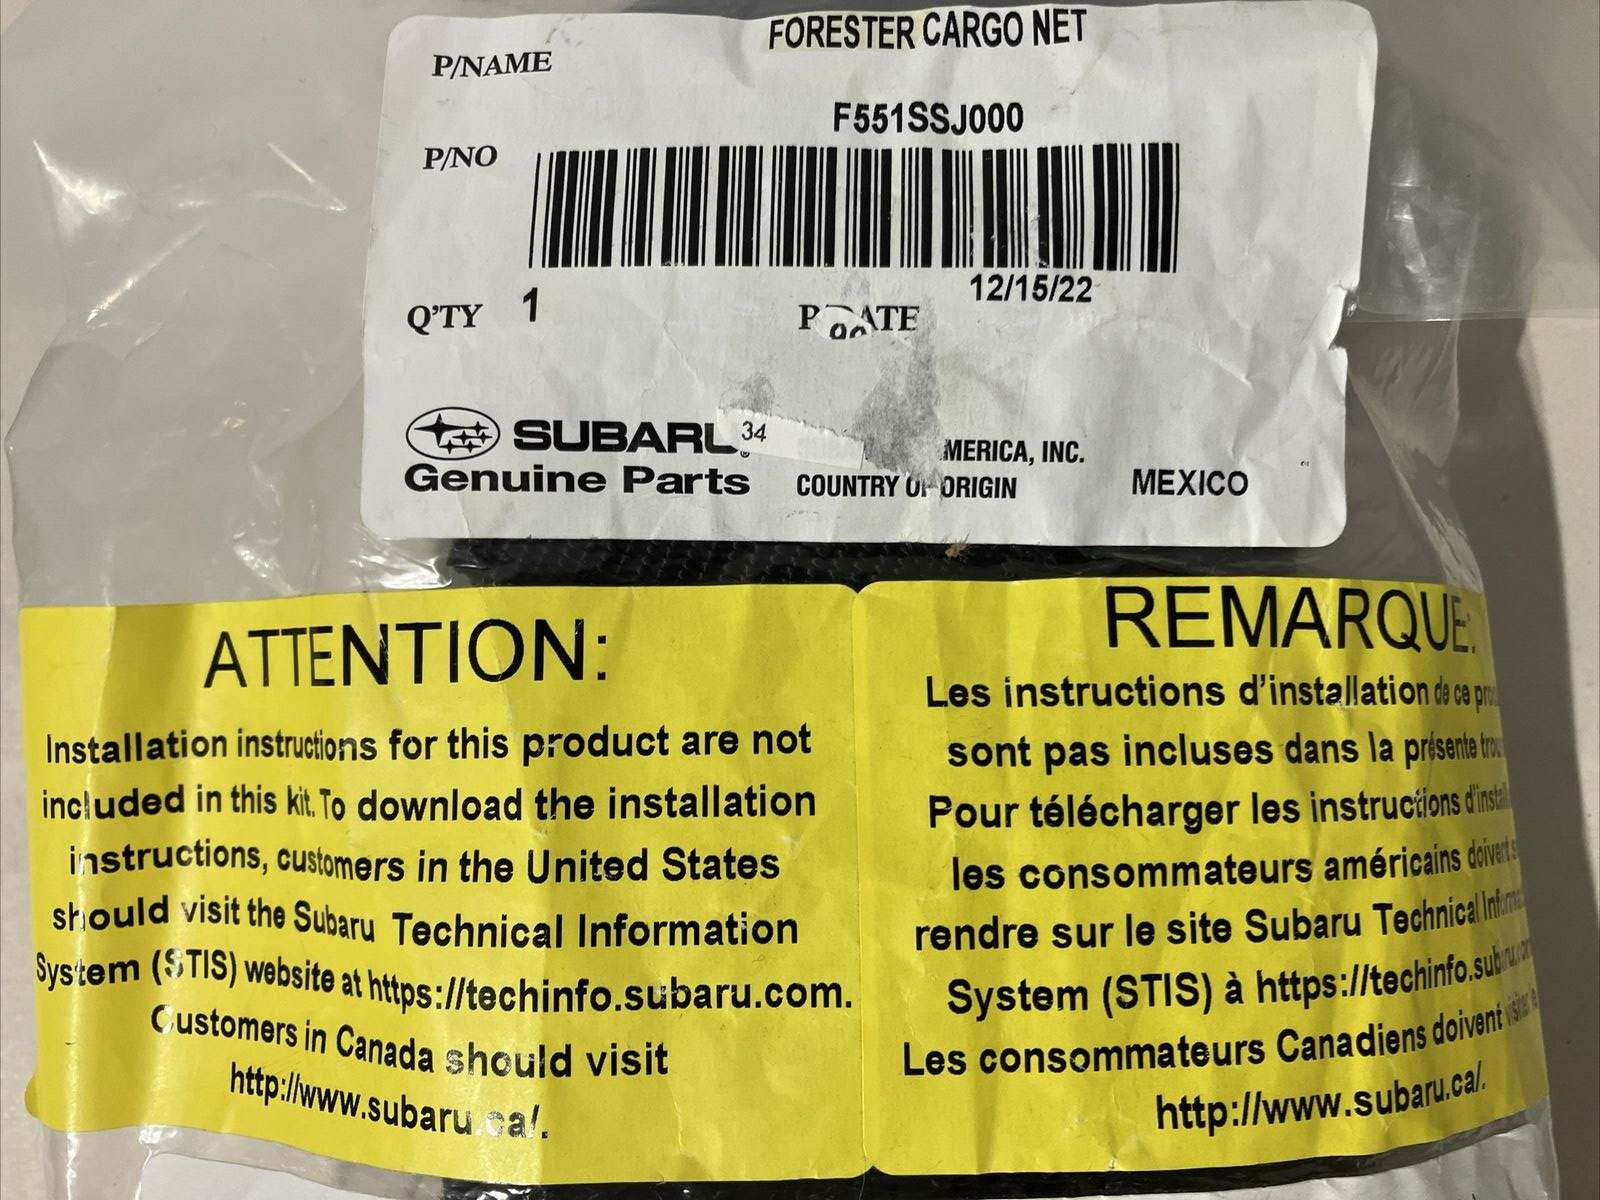 FORESTER CARGO NET
P/NAME
F551SSJ000
P/NO
12/15/22
Q'TY 1
SUBARU
®
34
MERICA, INC.
Genuine Parts
COUNTRY OF ORIGIN MEXICO
ATTENTION:
Installation instructions for this product are not
included in this kit. To download the installation
instructions, customers in the United States
should visit the Subaru Technical Information
System (STIS) website at https://techinfo.subaru.com.
Customers in Canada should visit
http://www.subaru.ca/.
REMARQUE:
Les instructions d'installation de ce
sont pas incluses dans la présente
Pour télécharger les instructions
les consommateurs américains doivent
rendre sur le site Subaru Technical
System (STIS) à https://techinfo.subaru.com
Les consommateurs Canadiens doivent visiter
http://www.subaru.ca/.